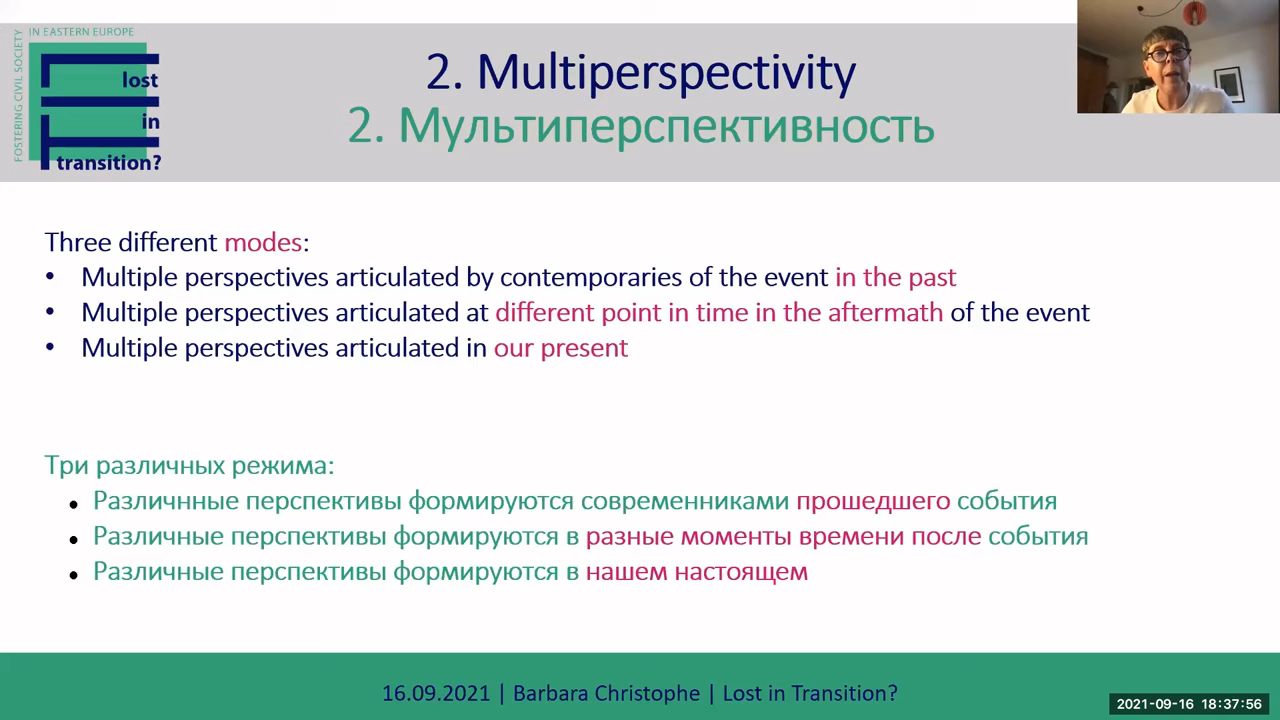 IN EASTERN EUROPE
FOSTERING CIVIL SOCIETY
lost
in
transition?
2. Multiperspectivity
2. Мультиперспективность
Three different modes:
• Multiple perspectives articulated by contemporaries of the event in the past
• Multiple perspectives articulated at different point in time in the aftermath of the event
• Multiple perspectives articulated in our present
Три различных режима:
• Различнные перспективы формируются современниками прошедшего события
• Различные перспективы формируются в разные моменты времени после события
• Различные перспективы формируются в нашем настоящем
16.09.2021 | Barbara Christophe | Lost in Transition?
2021-09-16 18:37:56